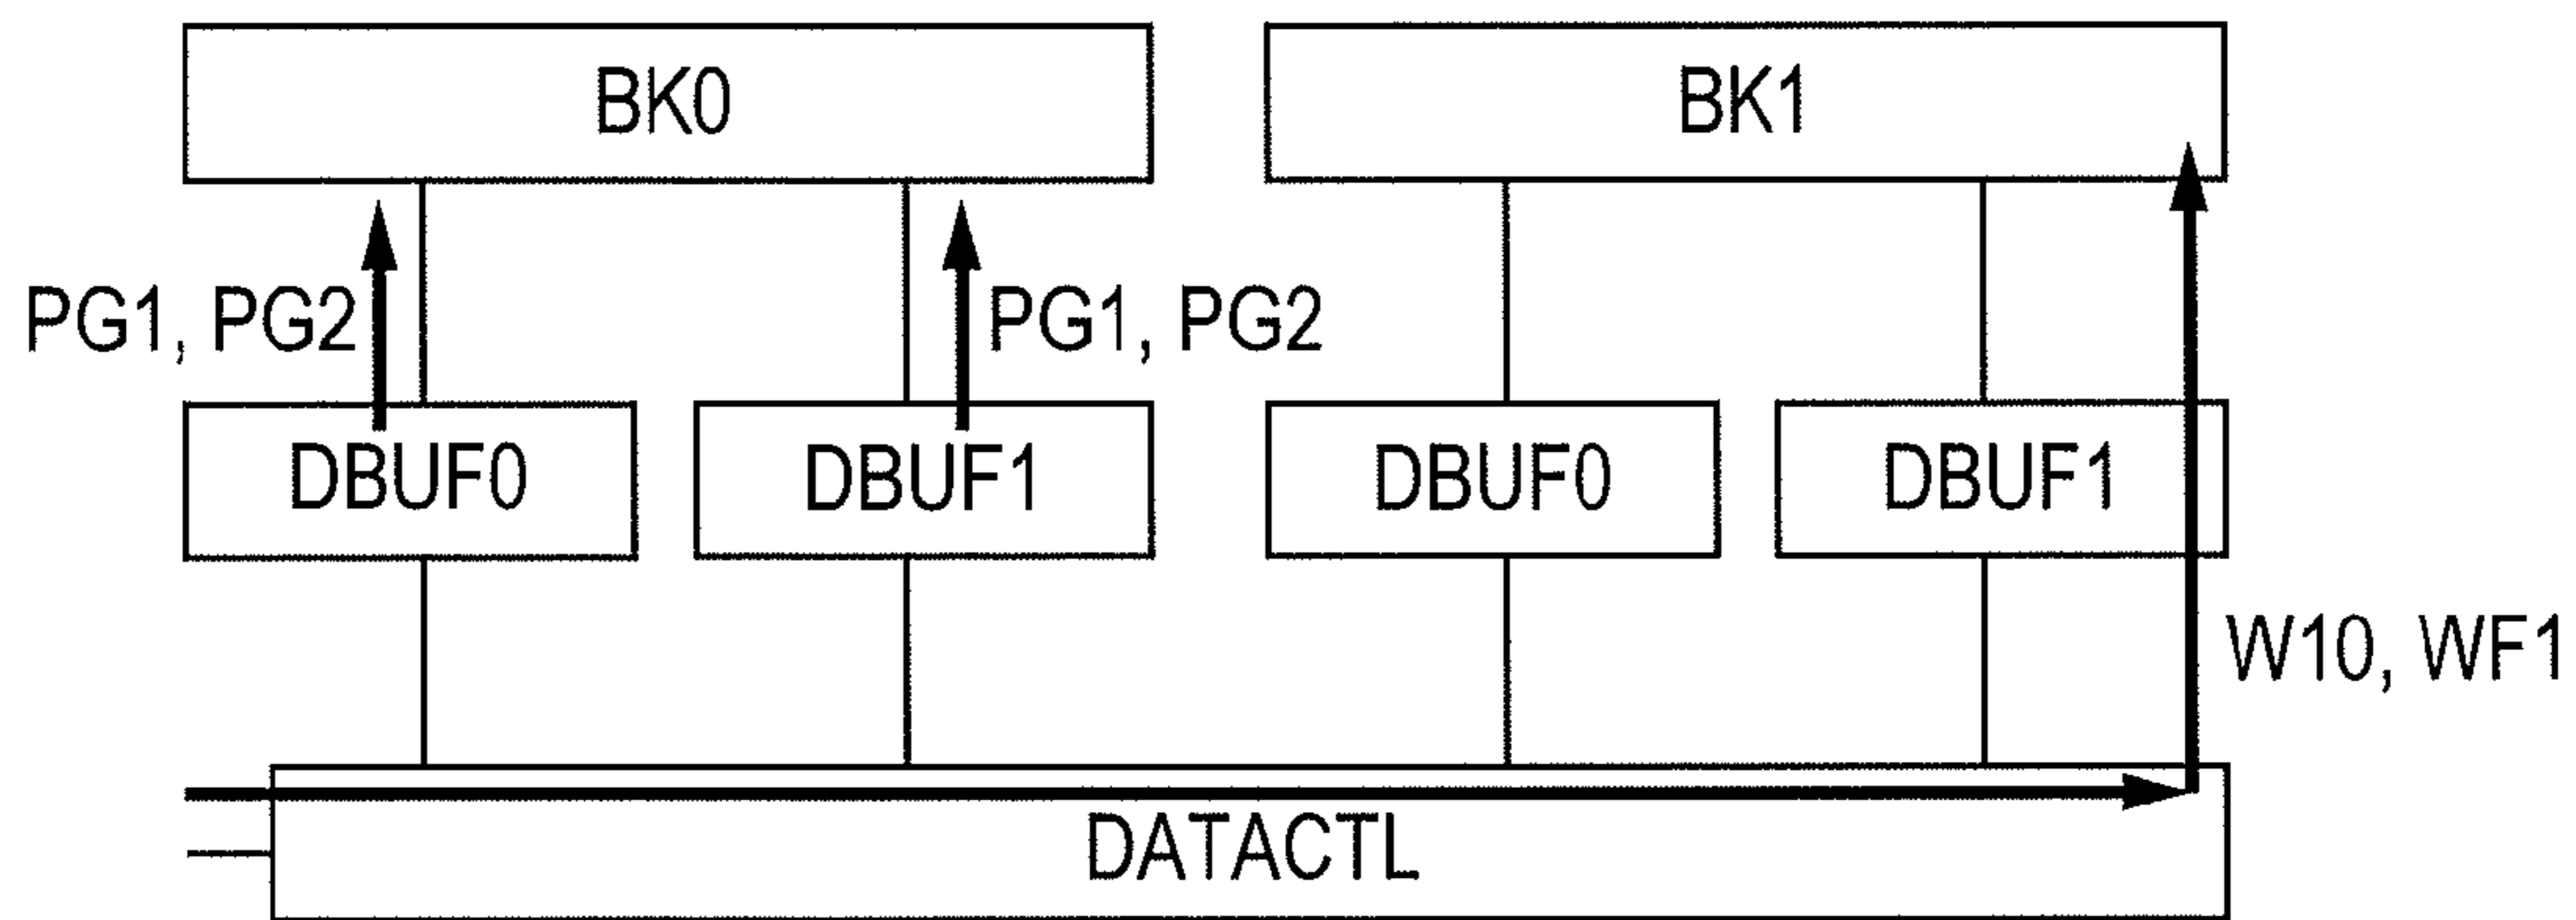 BK0
BK1
PG1, PG2
PG1, PG2
DBUF0
DBUF1
DBUF0
DBUF1
W10, WF1
DATACTL